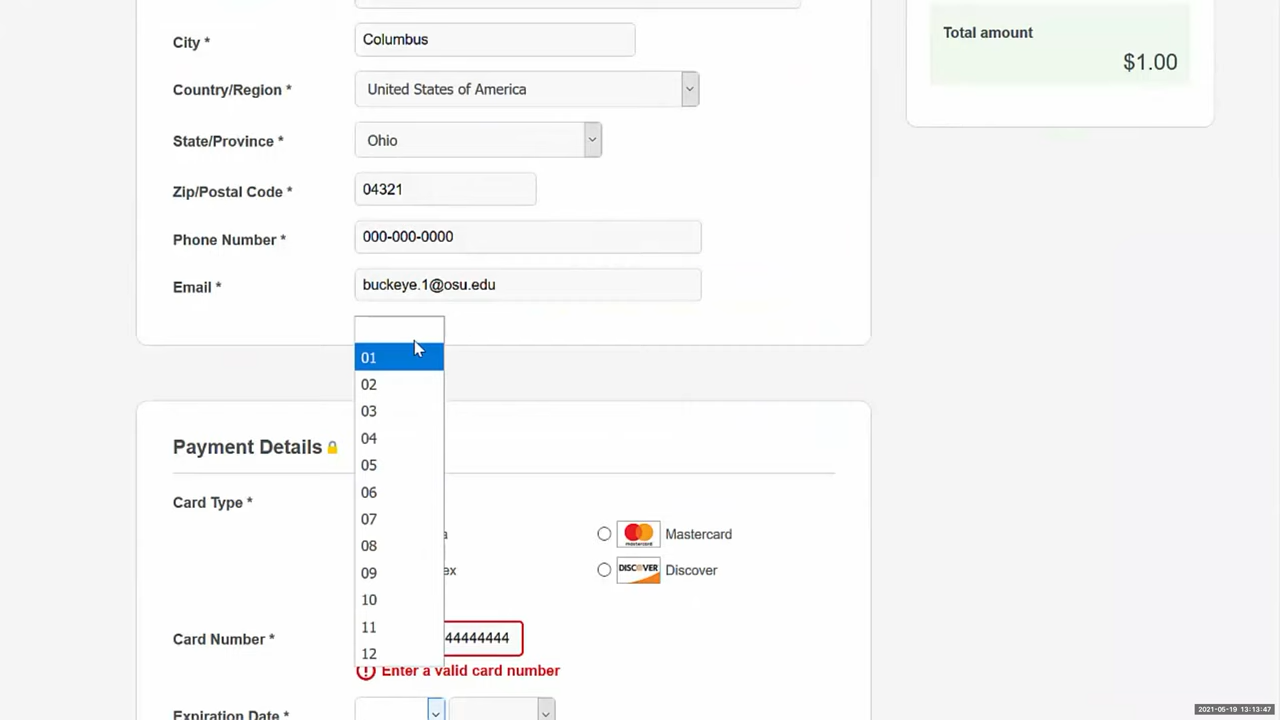 Total amount
$1.00
City * Columbus
Country/Region * United States of America
State/Province * Ohio
Zip/Postal Code * 04321
Phone Number * 000-000-0000
Email * buckeye.1@osu.edu
01
02
03
04
05
06
07
08
09
10
11
12
Payment Details
Card Type *
a
mastercard Mastercard
ex
DISCOVER Discover
Card Number * 44444444
Enter a valid card number
Expiration Date *
2021-05-19 13:13:47